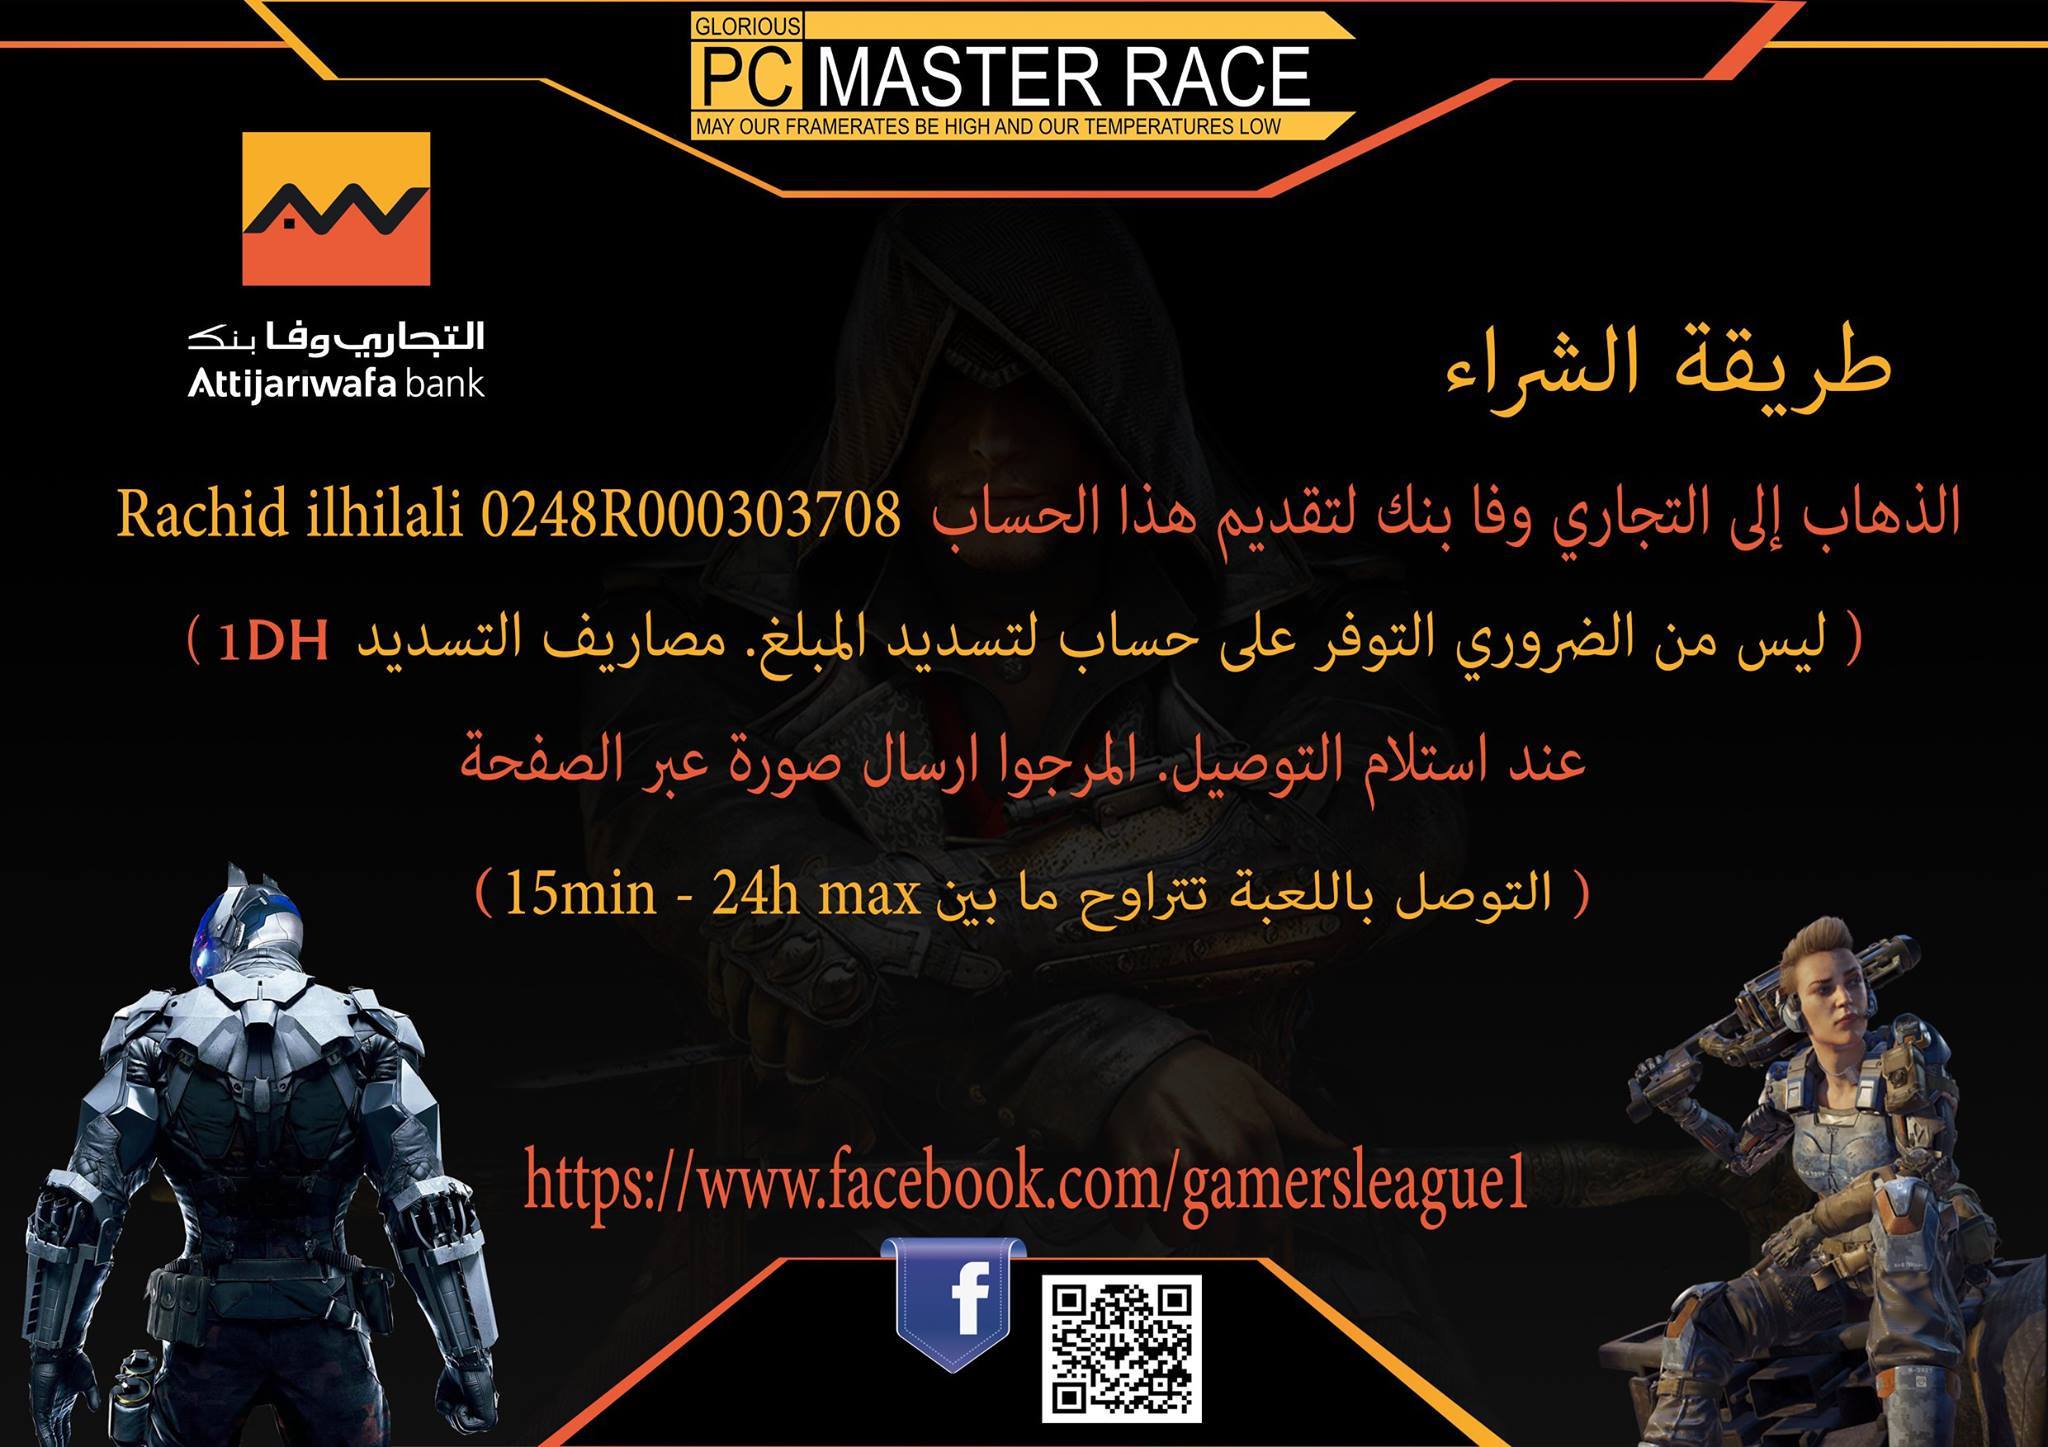 GLORIOUS
PC MASTER RACE
MAY OUR FRAMERATES BE HIGH AND OUR TEMPERATURES LOW
التجاري وفا بنك
Attijariwafa bank
طريقة الشراء
الذهاب إلى التجاري وفا بنك لتقديم هذا الحساب Rachid ilhilali 0248R000303708
( ليس من الضروري التوفر على حساب لتسديد المبلغ. مصاريف التسديد 1DH )
عند استلام التوصيل. المرجوا ارسال صورة عبر الصفحة
( التوصل باللعبة تتراوح ما بين 15min - 24h max )
https://www.facebook.com/gamersleague1
f